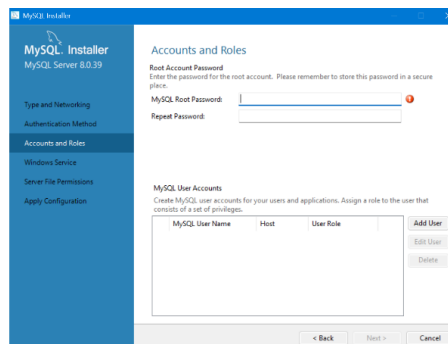 MySQL Installer
MySQL. Installer
MySQL Server 8.0.39
Type and Networking
Authentication Method
Accounts and Roles
Windows Service
Server File Permissions
Apply Configuration
Accounts and Roles
Root Account Password
Enter the password for the root account. Please remember to store this password in a secure
place.
MySQL Root Password:
Repeat Password:
MySQL User Accounts
Create MySQL user accounts for your users and applications. Assign a role to the user that
consists of a set of privileges.
MySQL User Name Host User Role
Add User
Edit User
Delete
< Back Next > Cancel